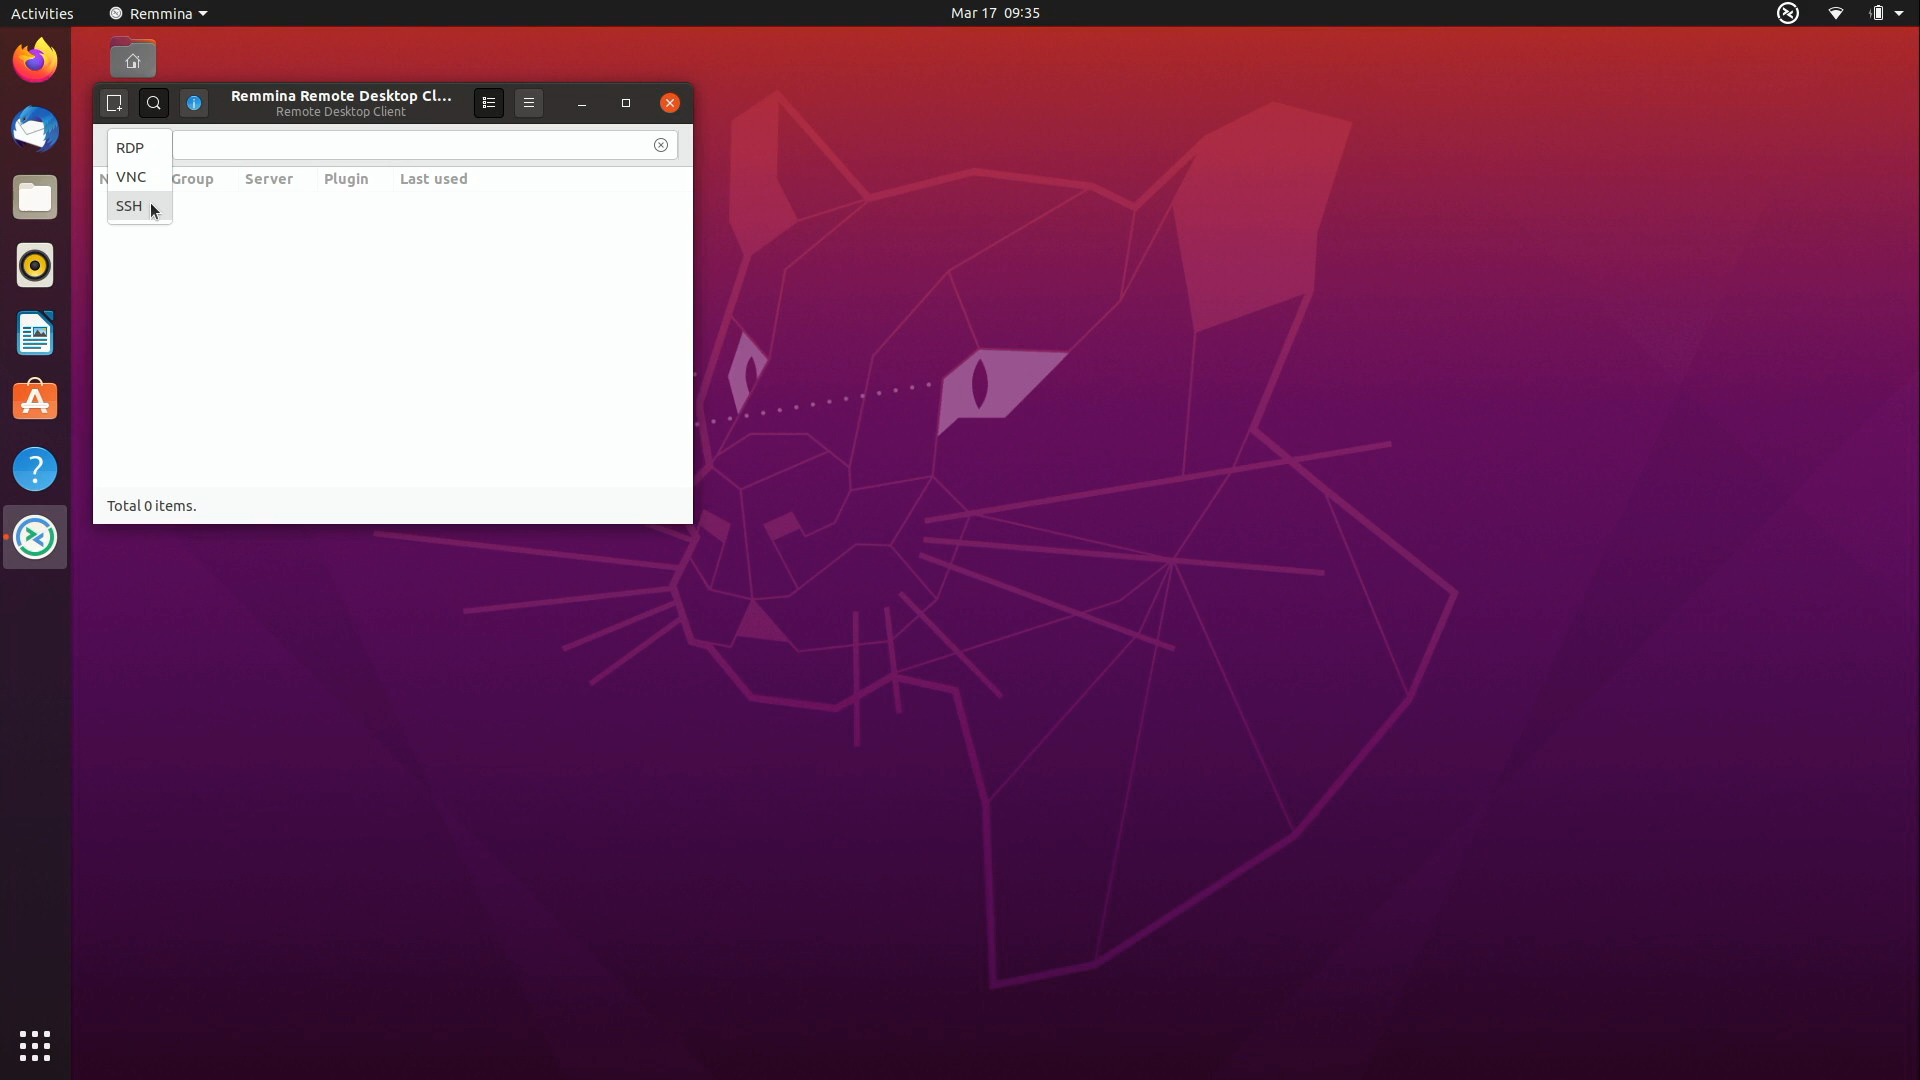 Activities
Remmina
Mar 17 09:35
Remmina Remote Desktop Cl...
Remote Desktop Client
RDP
VNC
SSH
N
Group
Server
Plugin
Last used
Total 0 items.